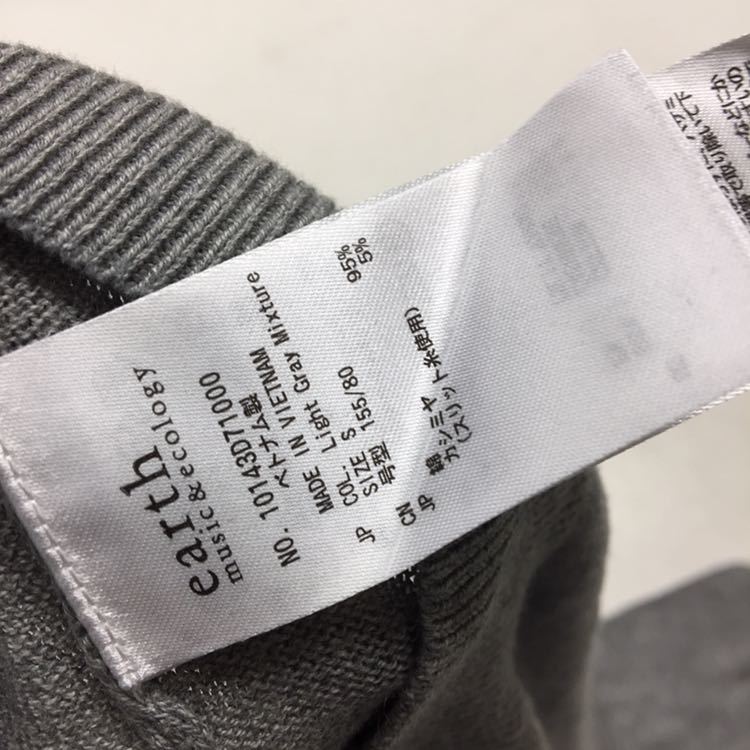 earth
music&ecology
NO. 10143D71000
ベトナム製
MADE IN VIETNAM
COL. Light Gray Mixture
JP SIZE S
CN 号型 155/80
JP 綿 95%
カシミヤ 5%
(スリット糸使用)